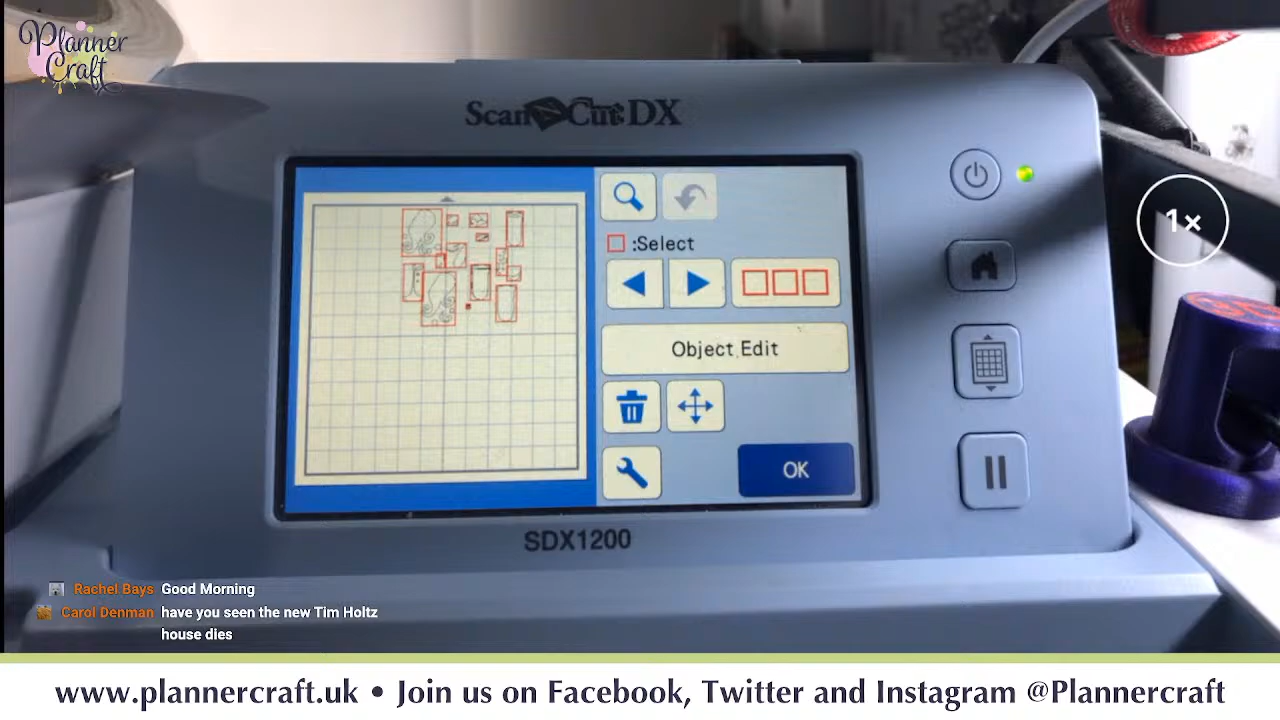 Planner
Craft
ScanNCut DX
1×
:Select
Object Edit
OK
SDX1200
Rachel Bays Good Morning
Carol Denman have you seen the new Tim Holtz
house dies
www.plannercraft.uk • Join us on Facebook, Twitter and Instagram @Plannercraft